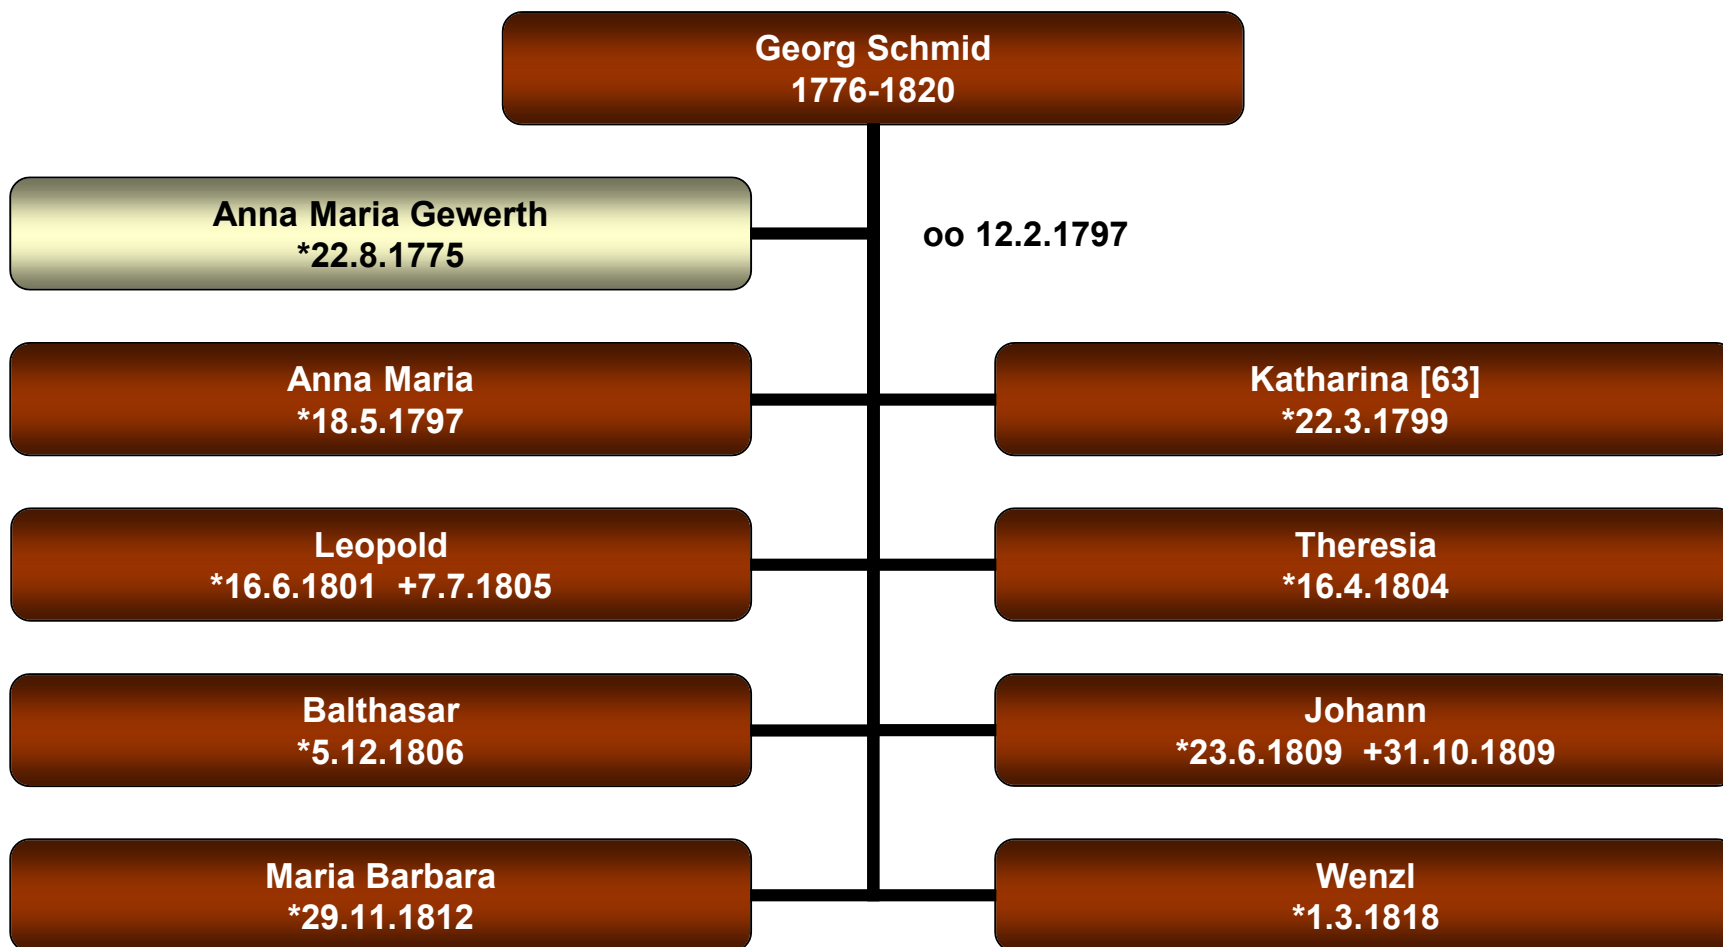 Georg Schmid
1776-1820
Anna Maria Gewerth
*22.8.1775
oo 12.2.1797
Anna Maria
*18.5.1797
Katharina [63]
*22.3.1799
Leopold
*16.6.1801  +7.7.1805
Theresia
*16.4.1804
Balthasar
*5.12.1806
Johann
*23.6.1809  +31.10.1809
Maria Barbara
*29.11.1812
Wenzl
*1.3.1818